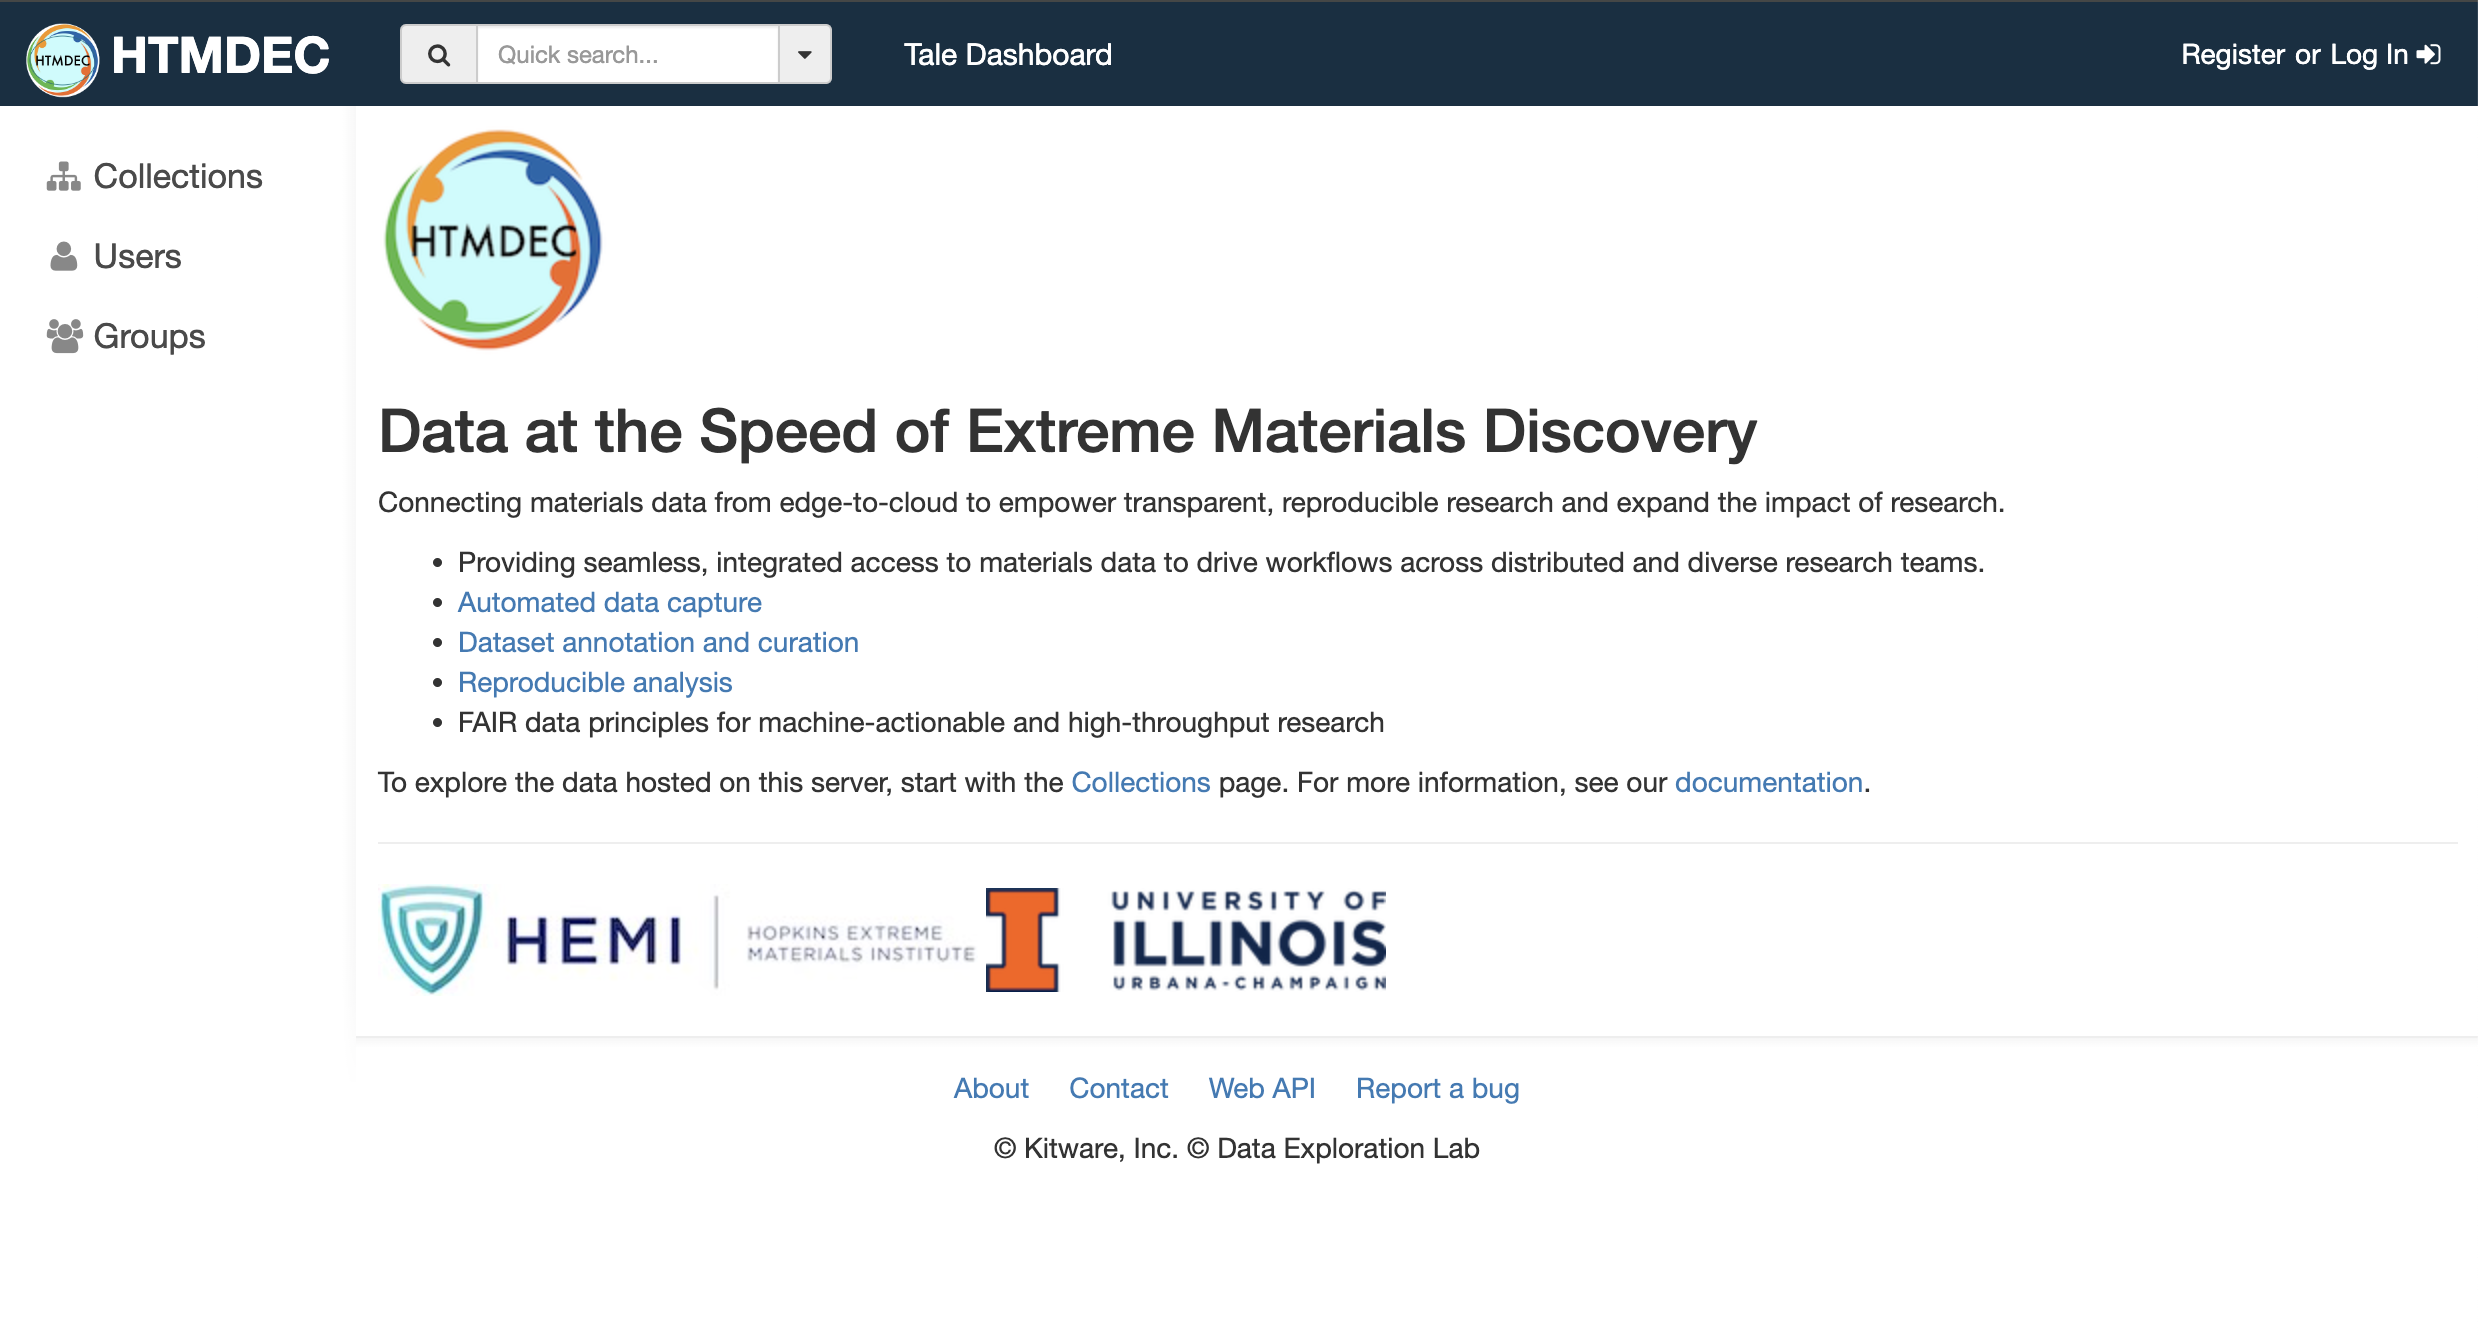 HTMDEC HTMDEC Quick search... Tale Dashboard Register or Log In
Collections
Users
Groups
HTMDEC
Data at the Speed of Extreme Materials Discovery
Connecting materials data from edge-to-cloud to empower transparent, reproducible research and expand the impact of research.
• Providing seamless, integrated access to materials data to drive workflows across distributed and diverse research teams.
• Automated data capture
• Dataset annotation and curation
• Reproducible analysis
• FAIR data principles for machine-actionable and high-throughput research
To explore the data hosted on this server, start with the Collections page. For more information, see our documentation.
HEMI
HOPKINS EXTREME
MATERIALS INSTITUTE
UNIVERSITY OF
ILLINOIS
URBANA-CHAMPAIGN
About Contact Web API Report a bug
© Kitware, Inc. © Data Exploration Lab